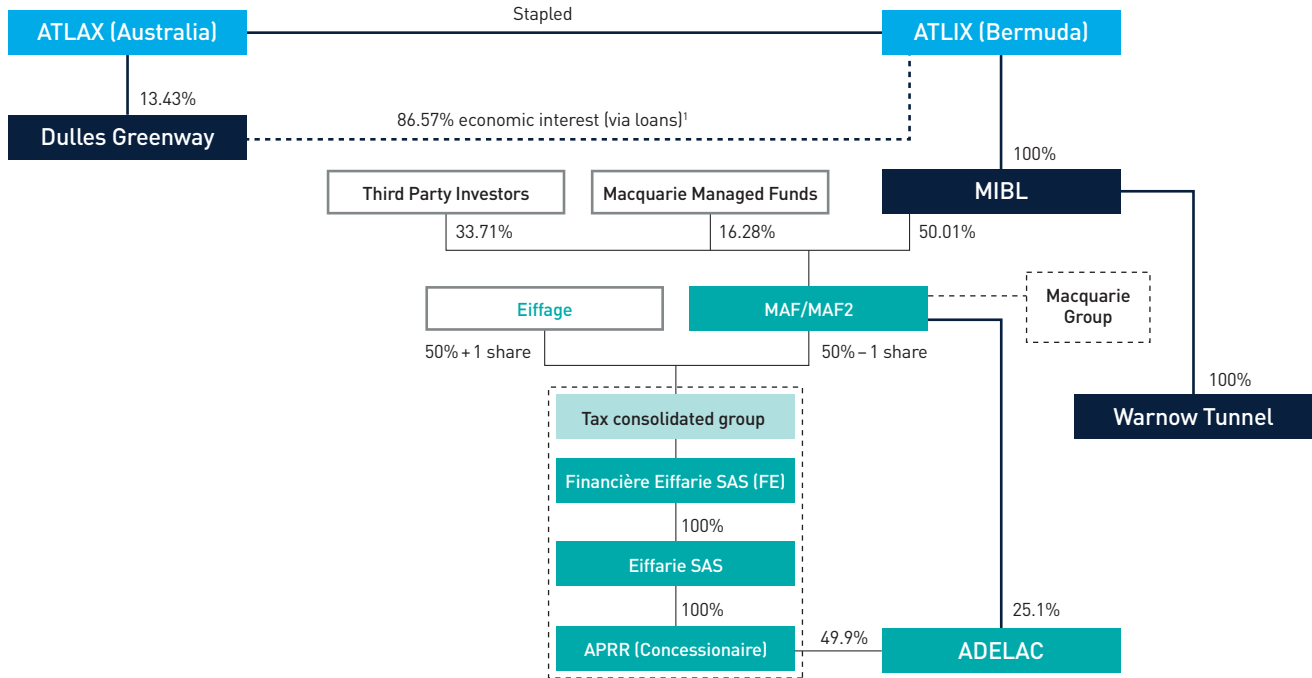 Stapled
ATLAX (Australia)
ATLIX (Bermuda)
13.43%
86.57% economic interest (via loans)¹
Dulles Greenway
100%
Third Party Investors
Macquarie Managed Funds
MIBL
33.71%
16.28%
50.01%
Eiffage
MAF/MAF2
Macquarie
Group
50% + 1 share
50% – 1 share
100%
Tax consolidated group
Warnow Tunnel
Financière Eiffarie SAS (FE)
100%
Eiffarie SAS
100%
25.1%
APRR (Concessionaire)
49.9%
ADELAC